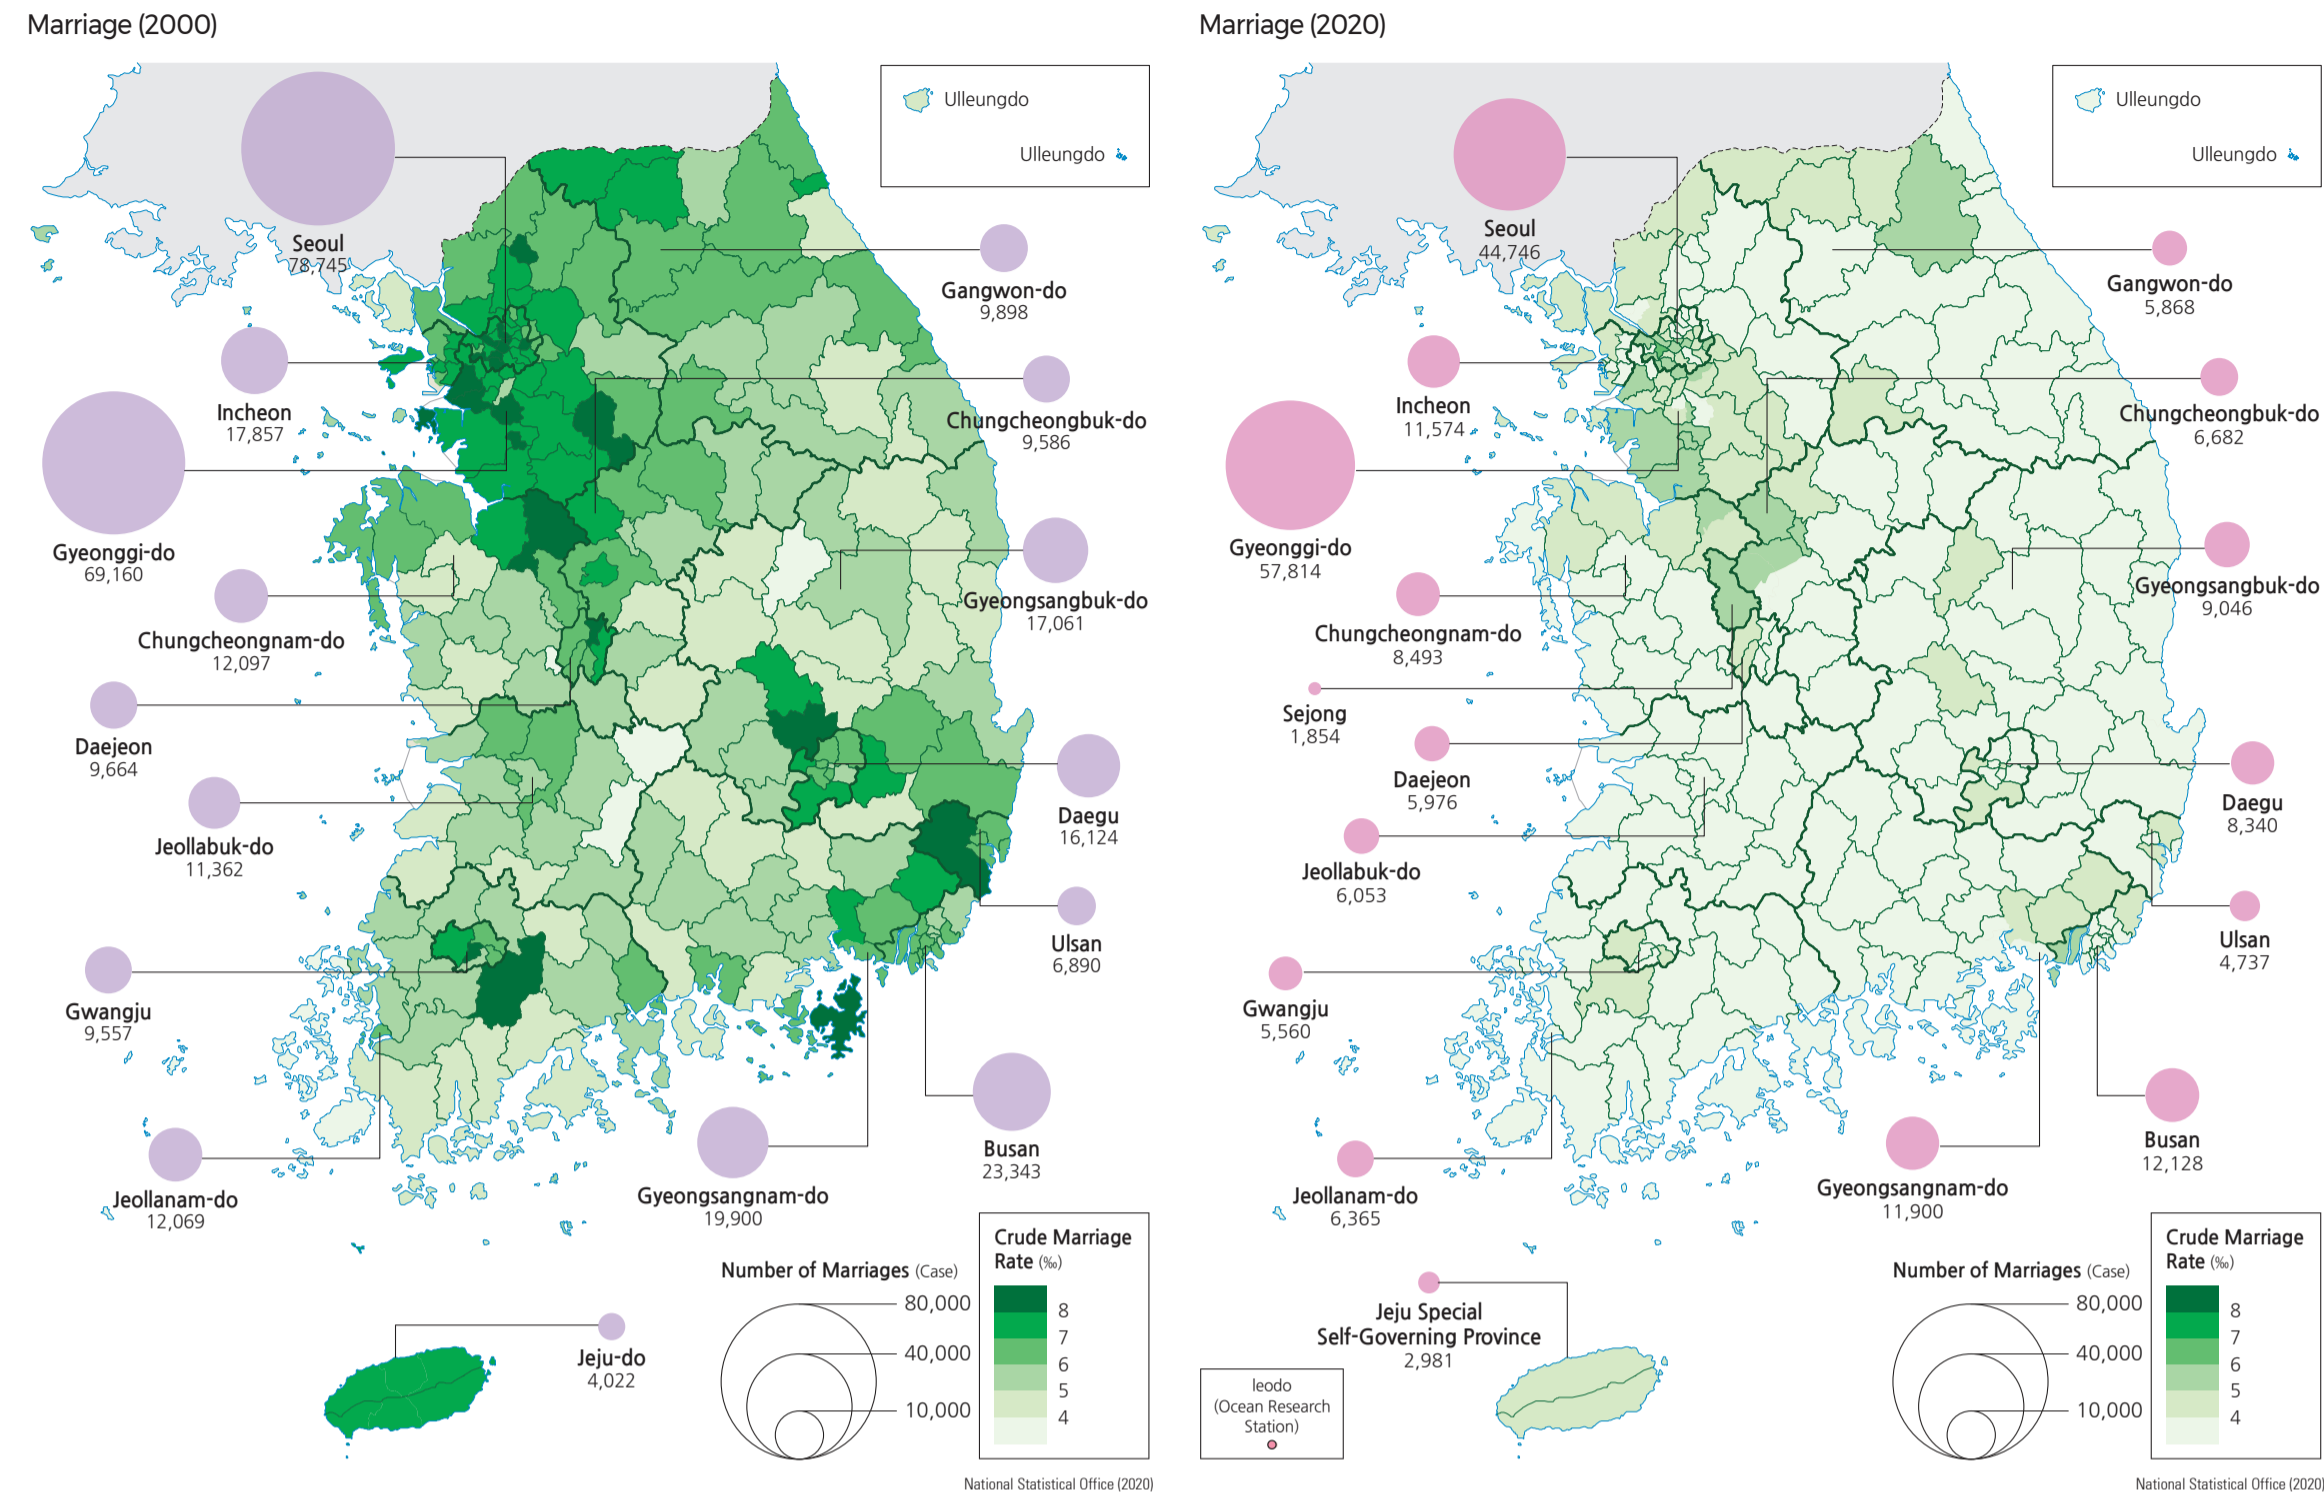 Marriage (2000)
Ulleungdo
Ulleungdo
Seoul
78,745
Gangwon-do
9,898
Incheon
17,857
Chungcheongbuk-do
9,586
Gyeonggi-do
69,160
Gyeongsangbuk-do
17,061
Chungcheongnam-do
12,097
Daejeon
9,664
Daegu
16,124
Jeollabuk-do
11,362
Ulsan
6,890
Gwangju
9,557
Busan
23,343
Jeollanam-do
12,069
Gyeongsangnam-do
19,900
Jeju-do
4,022
Number of Marriages (Case)
80,000
40,000
10,000
Crude Marriage
Rate (‰)
8
7
6
5
4
National Statistical Office (2020)
Marriage (2020)
Ulleungdo
Ulleungdo
Seoul
44,746
Gangwon-do
5,868
Incheon
11,574
Chungcheongbuk-do
6,682
Gyeonggi-do
57,814
Gyeongsangbuk-do
9,046
Chungcheongnam-do
8,493
Sejong
1,854
Daejeon
5,976
Daegu
8,340
Jeollabuk-do
6,053
Ulsan
4,737
Gwangju
5,560
Busan
12,128
Jeollanam-do
6,365
Gyeongsangnam-do
11,900
Jeju Special
Self-Governing Province
2,981
Ieodo
(Ocean Research
Station)
Number of Marriages (Case)
80,000
40,000
10,000
Crude Marriage
Rate (‰)
8
7
6
5
4
National Statistical Office (2020)